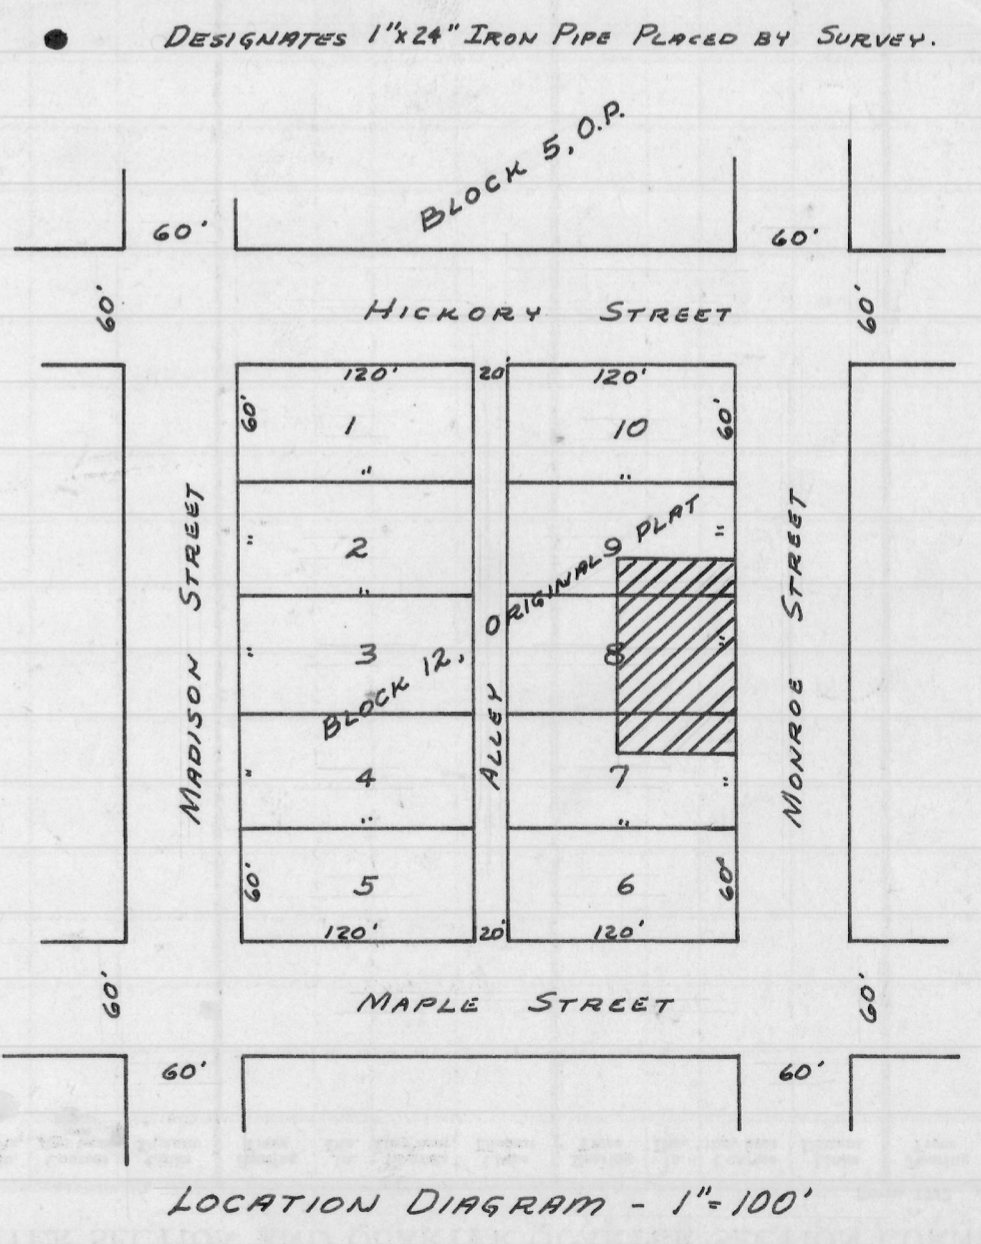 DESIGNATES 1"x24" IRON PIPE PLACED BY SURVEY.
BLOCK 5, O.P.
60' 60'
60' 60'
HICKORY STREET
120' 20' 120'
60' 1 10 60'
" "
" 2 9 "
"
" 3 8 "
BLOCK 12, ORIGINAL PLAT
MADISON STREET
ALLEY
MONROE STREET
" 4 7 "
" "
60' 5 6 60'
120' 20' 120'
60' 60'
MAPLE STREET
60' 60'
LOCATION DIAGRAM - 1"=100'